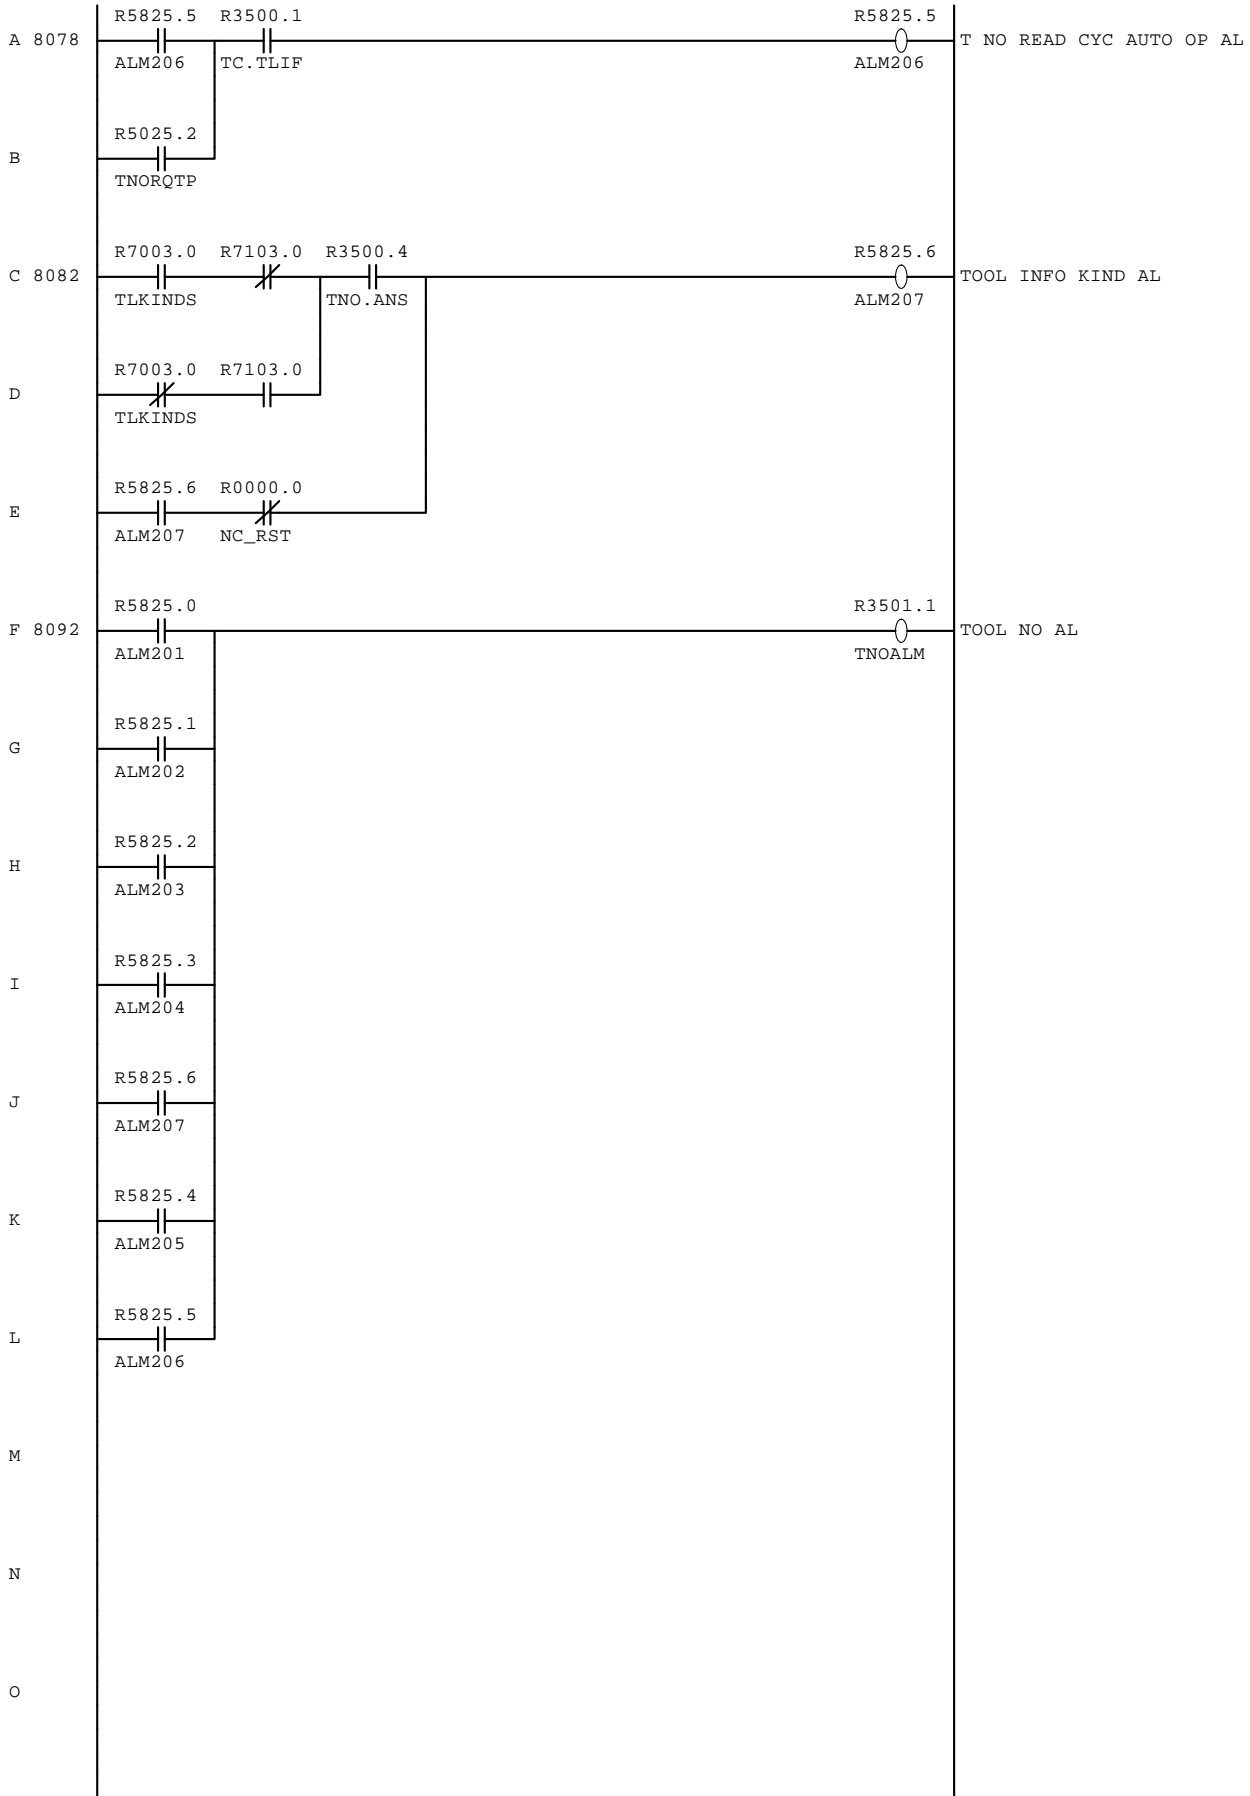 R5825.5 R3500.1 R5825.5
A 8078 T NO READ CYC AUTO OP AL
ALM206 TC.TLIF ALM206
R5025.2
B
TNORQTP
R7003.0 R7103.0 R3500.4 R5825.6
C 8082 TOOL INFO KIND AL
TLKINDS TNO.ANS ALM207
R7003.0 R7103.0
D
TLKINDS
R5825.6 R0000.0
E
ALM207 NC_RST
R5825.0 R3501.1
F 8092 TOOL NO AL
ALM201 TNOALM
R5825.1
G
ALM202
R5825.2
H
ALM203
R5825.3
I
ALM204
R5825.6
J
ALM207
R5825.4
K
ALM205
R5825.5
L
ALM206
M
N
O